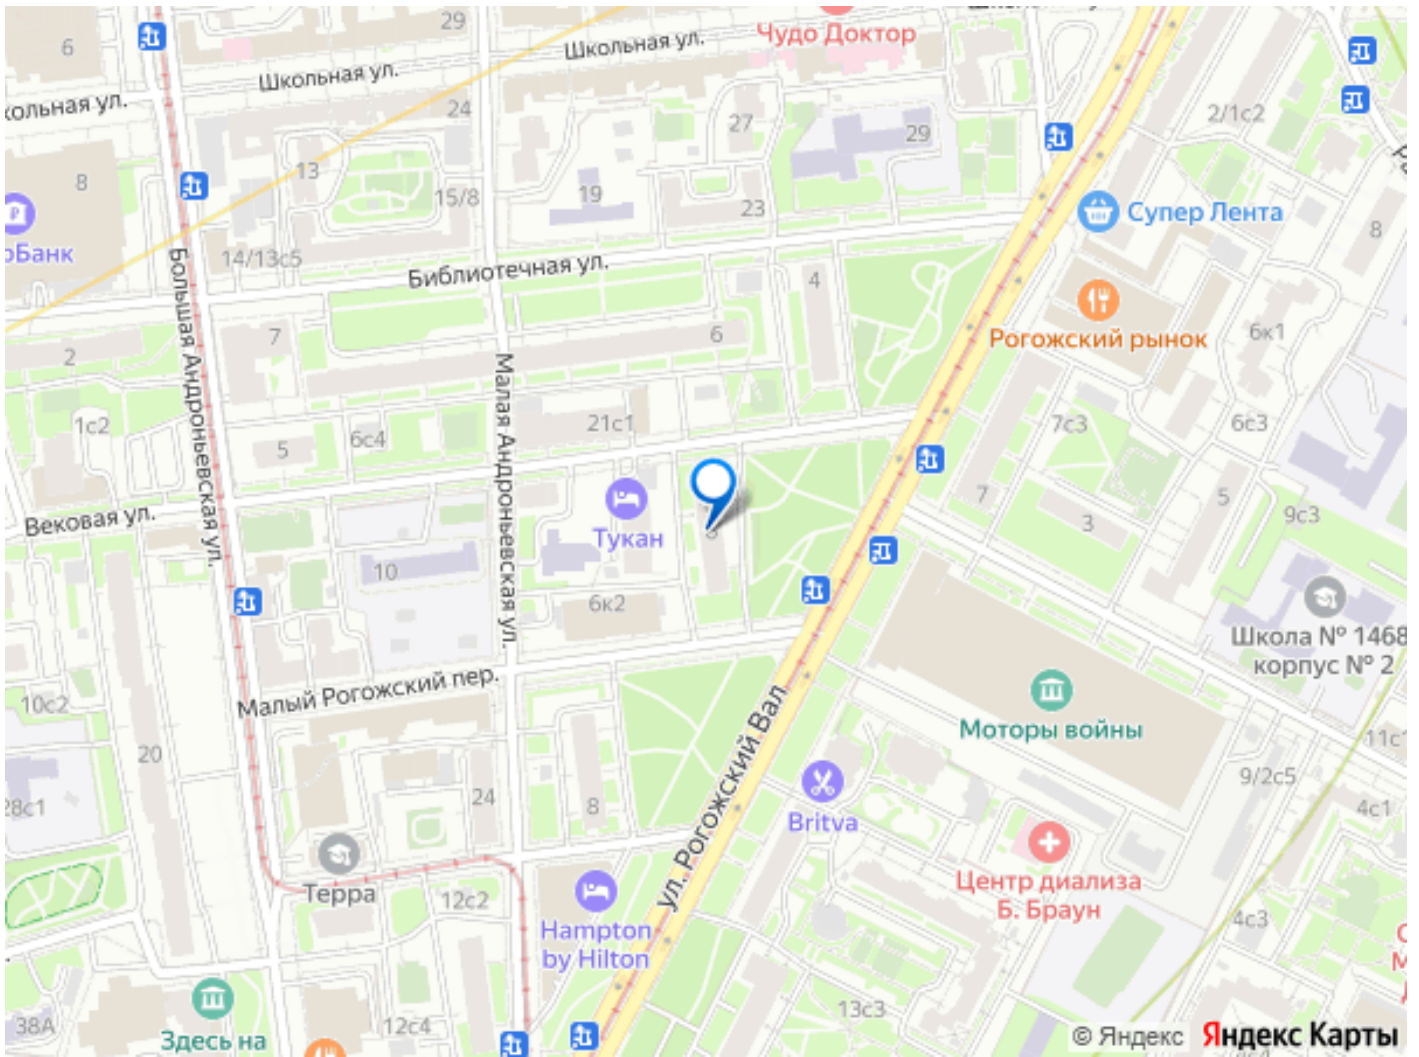 29
6
Школьная ул.
Чудо Доктор
Школьная ул.
кольная ул.
24
27
29
2/1с2
13
8
19
15/8
23
Супер Лента
8
оБанк
14/13с5
Библиотечная ул.
4
Большая Андроньевская ул.
7
6
Рогожский рынок
6к1
2
Малая Андроньевская ул.
1с2
6с4
21с1
7с3
6с3
5
7
5
3
9с3
Вековая ул.
Тукан
10
6к2
Школа № 1468
корпус № 2
Малый Рогожский пер.
10с2
Моторы войны
11с
ул. Рогожский Вал
20
9/2с5
28с1
24
8
Britva
4с1
Терра
12с2
Центр диализа
Б. Браун
Hampton
by Hilton
4с3
38А
12с4
13с3
Здесь на
© Яндекс Яндекс Карты